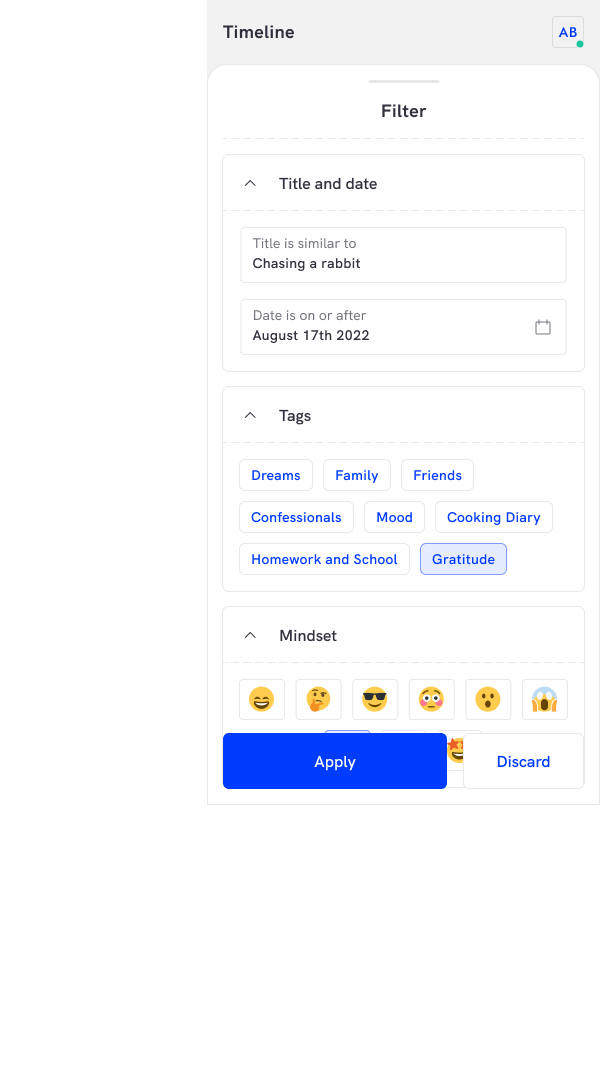 Timeline
AB
Filter
Title and date
Title is similar to
Chasing a rabbit
Date is on or after
August 17th 2022
Tags
Dreams Family Friends
Confessionals Mood Cooking Diary
Homework and School Gratitude
Mindset
Apply Discard